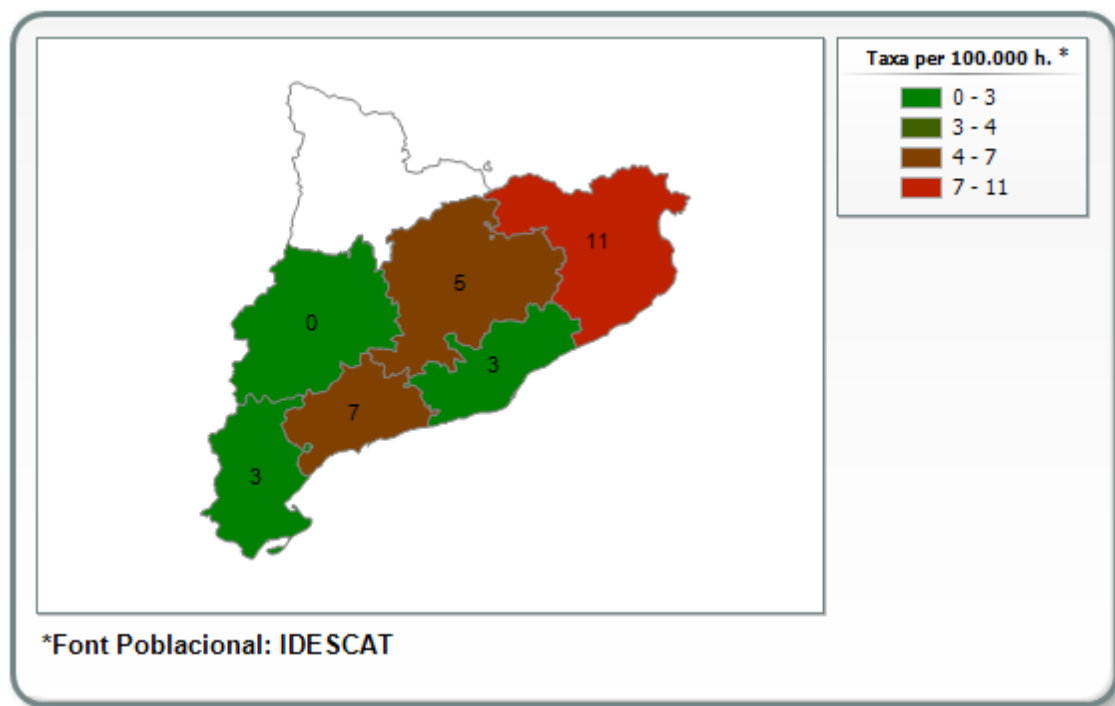 Taxa per 100.000 h. *
0 - 3
3 - 4
4 - 7
7 - 11
11
5
0
3
7
3
*Font Poblacional: IDESCAT